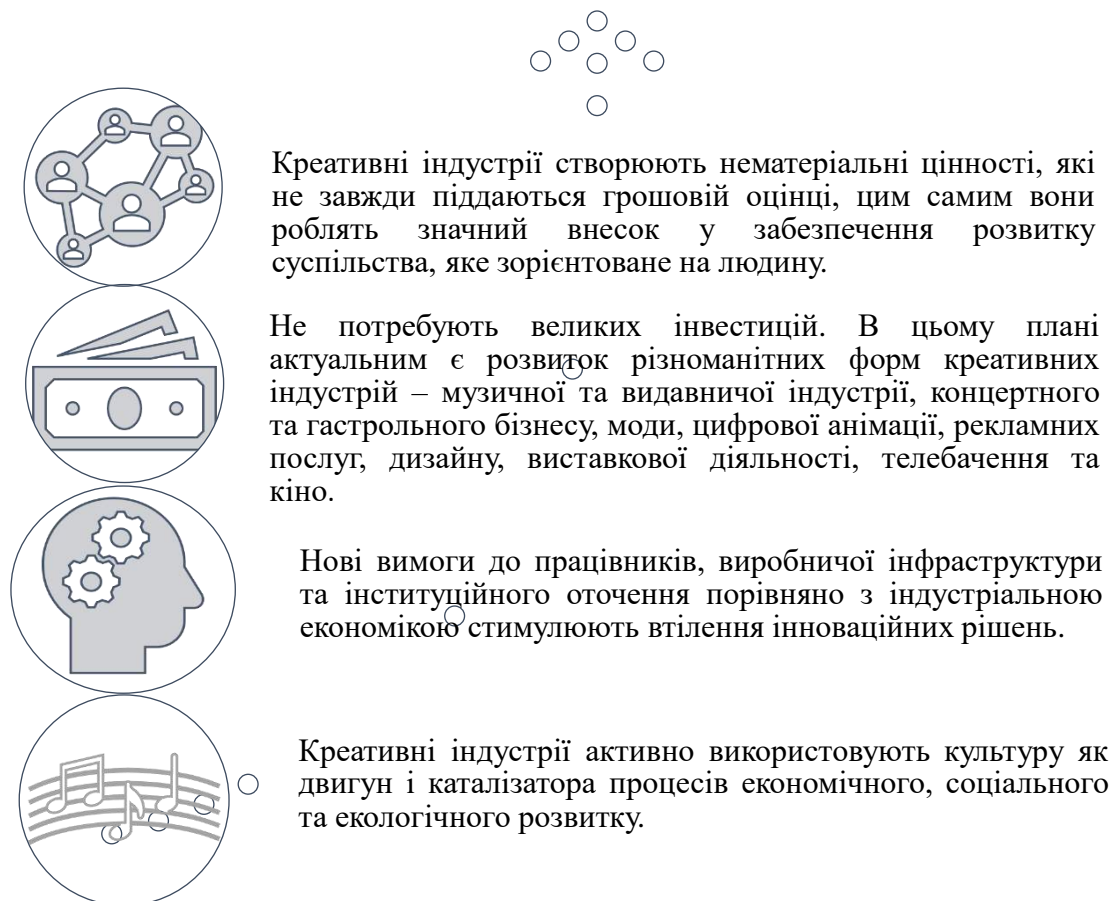 Креативні індустрії створюють нематеріальні цінності, які
не завжди піддаються грошовій оцінці, цим самим вони
роблять значний внесок у забезпечення розвитку
суспільства, яке зорієнтоване на людину.
Не потребують великих інвестицій. В цьому плані
актуальним є розвиток різноманітних форм креативних
індустрій – музичної та видавничої індустрії, концертного
та гастрольного бізнесу, моди, цифрової анімації, рекламних
послуг, дизайну, виставкової діяльності, телебачення та
кіно.
Нові вимоги до працівників, виробничої інфраструктури
та інституційного оточення порівняно з індустріальною
економікою стимулюють втілення інноваційних рішень.
Креативні індустрії активно використовують культуру як
двигун і каталізатора процесів економічного, соціального
та екологічного розвитку.